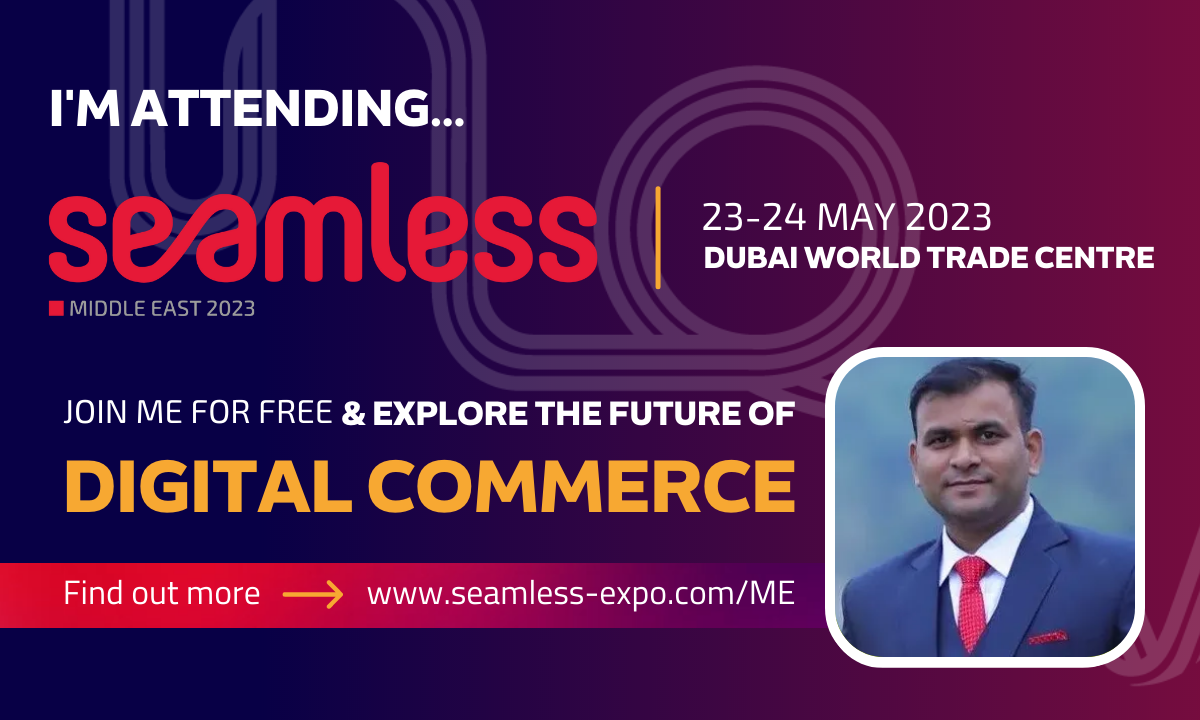 I'M ATTENDING...
seamless
MIDDLE EAST 2023
23-24 MAY 2023
DUBAI WORLD TRADE CENTRE
JOIN ME FOR FREE & EXPLORE THE FUTURE OF
DIGITAL COMMERCE
Find out more → www.seamless-expo.com/ME